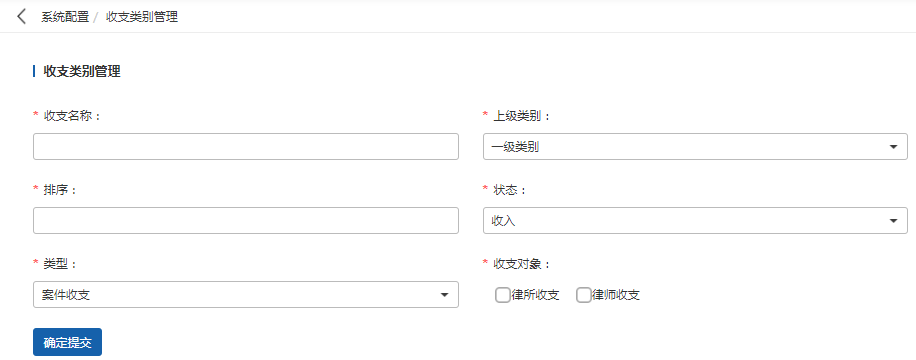 系统配置 / 收支类别管理
收支类别管理
* 收支名称：
* 上级类别：
一级类别
* 排序：
* 状态：
收入
* 类型：
* 收支对象：
案件收支
律所收支 律师收支
确定提交